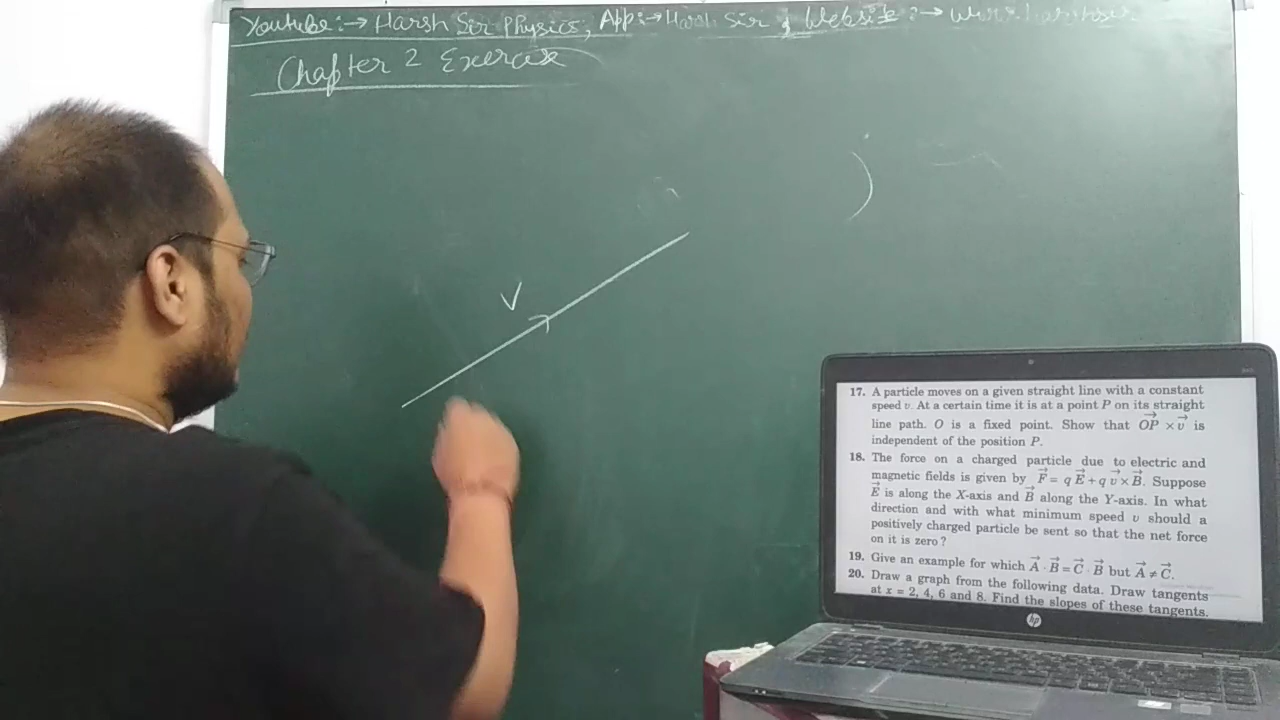 Youtube:→ Harsh Sir Physics, App:→ Harsh Sir, Website:→
Chapter 2 Exercise
V
17. A particle moves on a given straight line with a constant
speed v. At a certain time it is at a point P on its straight
line path. O is a fixed point. Show that O⃗P⃗ × v⃗ is
independent of the position P.
18. The force on a charged particle due to electric and
magnetic fields is given by F⃗ = q E⃗ + q v⃗ × B⃗. Suppose
E⃗ is along the X-axis and B⃗ along the Y-axis. In what
direction and with what minimum speed v should a
positively charged particle be sent so that the net force
on it is zero ?
19. Give an example for which A⃗ · B⃗ = C⃗ · B⃗ but A⃗ ≠ C⃗.
20. Draw a graph from the following data. Draw tangents
at x = 2, 4, 6 and 8. Find the slopes of these tangents.
hp